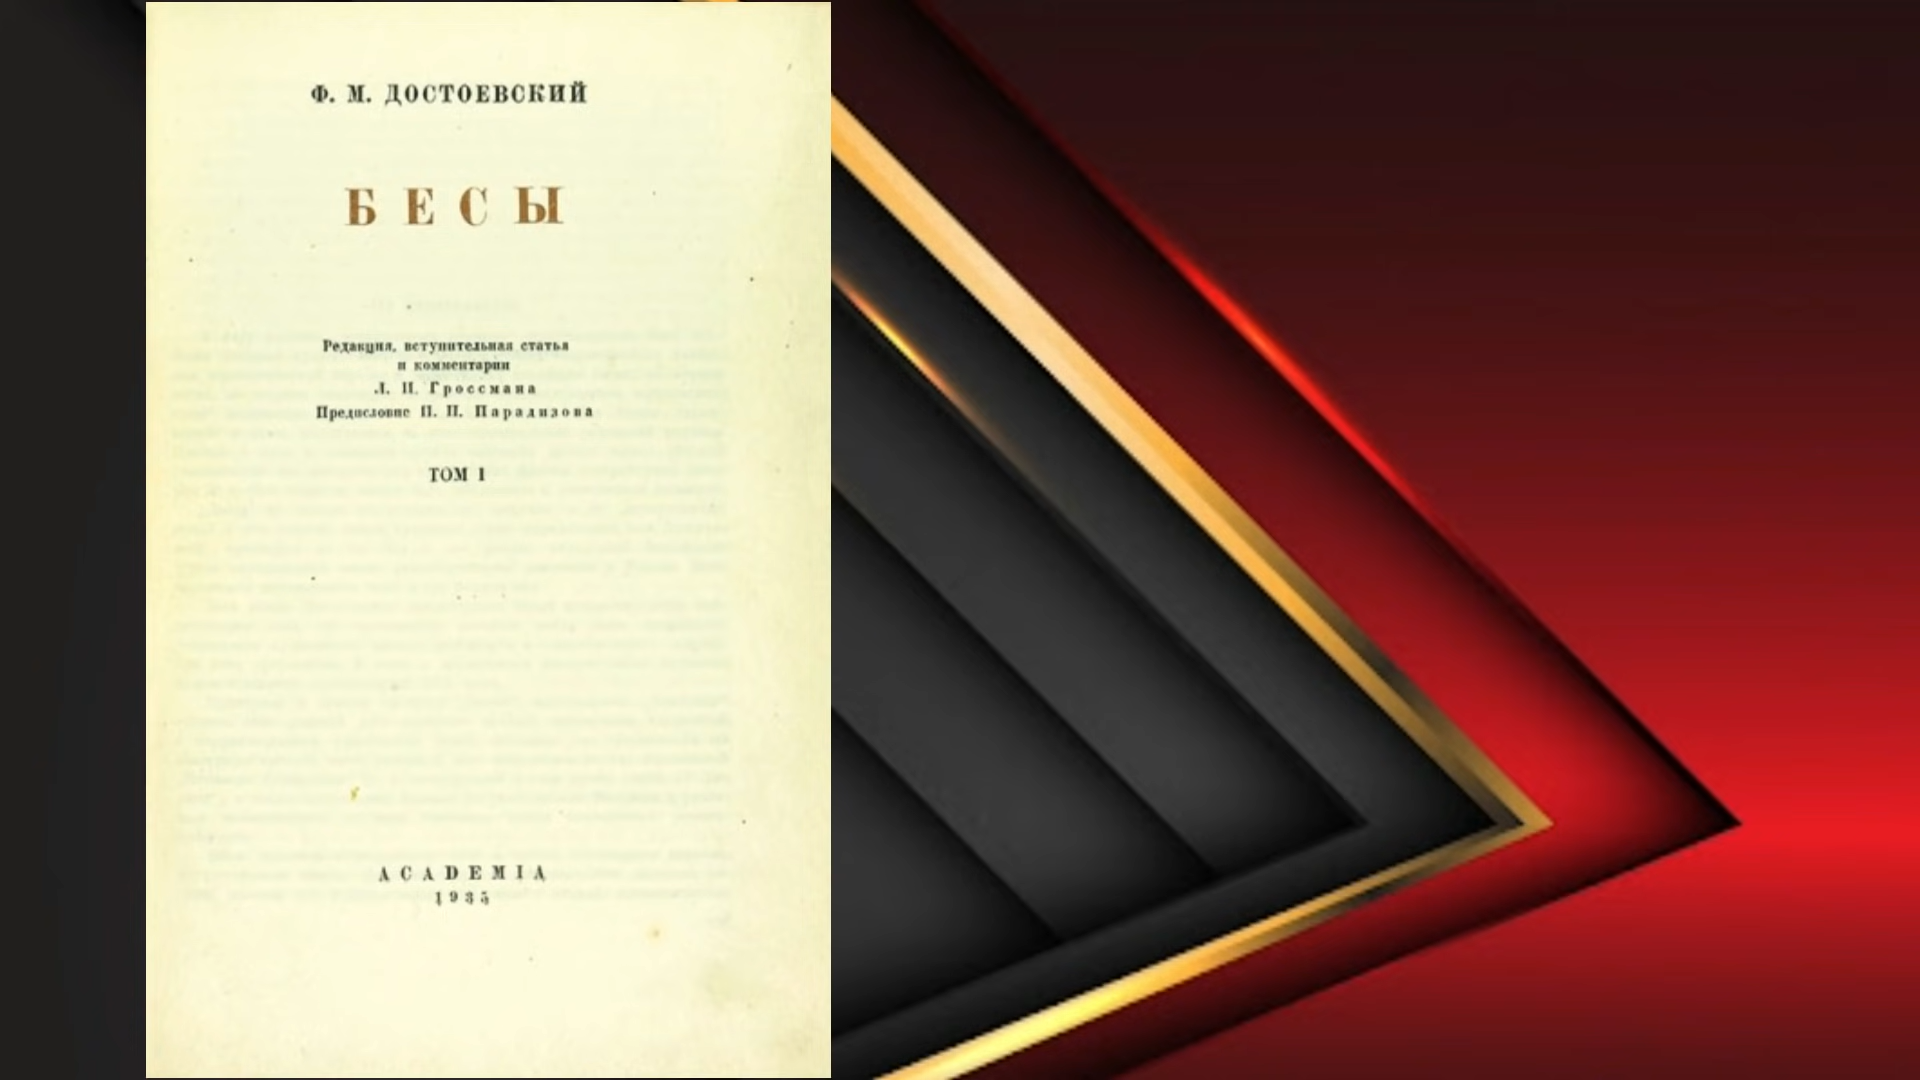 Ф. М. ДОСТОЕВСКИЙ
БЕСЫ
Редакция, вступительная статья
и комментарии
Л. П. Гроссмана
Предисловие П. П. Парадизова
ТОМ I
ACADEMIA
1935